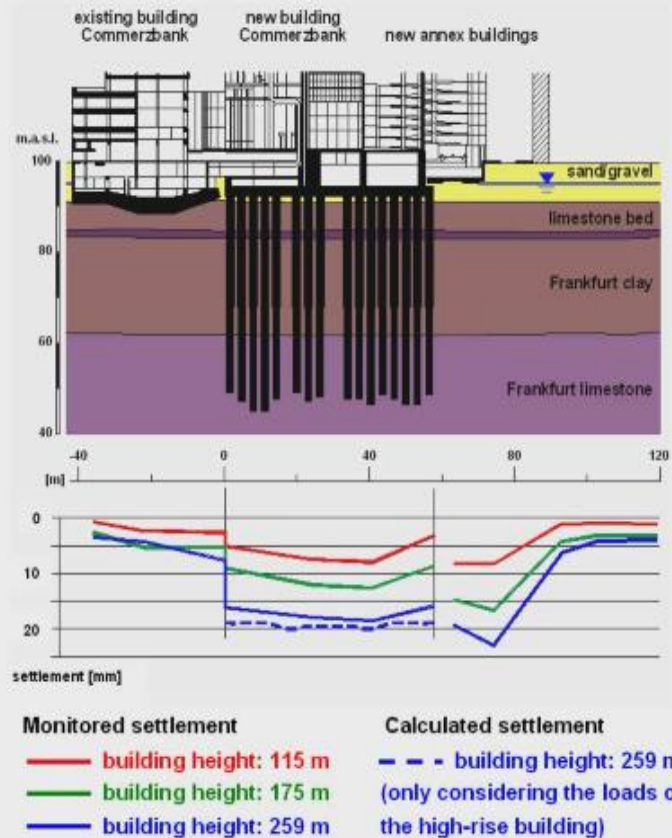 existing building
Commerzbank
new building
Commerzbank
new annex buildings
m.a.s.l.
100
sand/gravel
limestone bed
80
Frankfurt clay
60
Frankfurt limestone
40
-40 0 40 80 120
[m]
0
10
20
settlement [mm]
Monitored settlement
building height: 115 m
building height: 175 m
building height: 259 m
Calculated settlement
building height: 259 m
(only considering the loads o
the high-rise building)